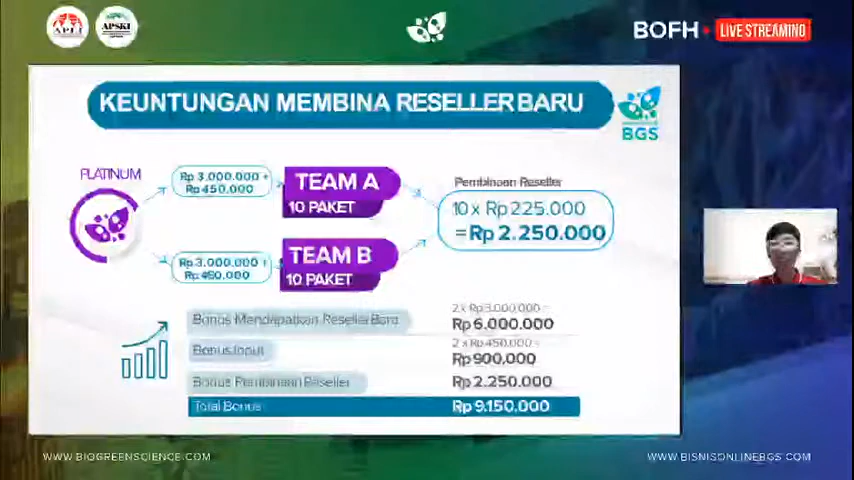 APLI
APSKI
BOFH • LIVE STREAMING
KEUNTUNGAN MEMBINA RESELLER BARU
BGS
PLATINUM
Rp 3.000.000 +
Rp 450.000
TEAM A
10 PAKET
Pembinaan Reseller
10 x Rp 225.000
= Rp 2.250.000
Rp 3.000.000 +
Rp 450.000
TEAM B
10 PAKET
Bonus Mendapatkan Reseller Baru
2 x Rp 3.000.000 =
Rp 6.000.000
Bonus Input
2 x Rp 450.000 =
Rp 900.000
Bonus Pembinaan Reseller
Rp 2.250.000
Total Bonus
Rp 9.150.000
WWW.BIOGREENSCIENCE.COM
WWW.BISNISONLINEBGS.COM